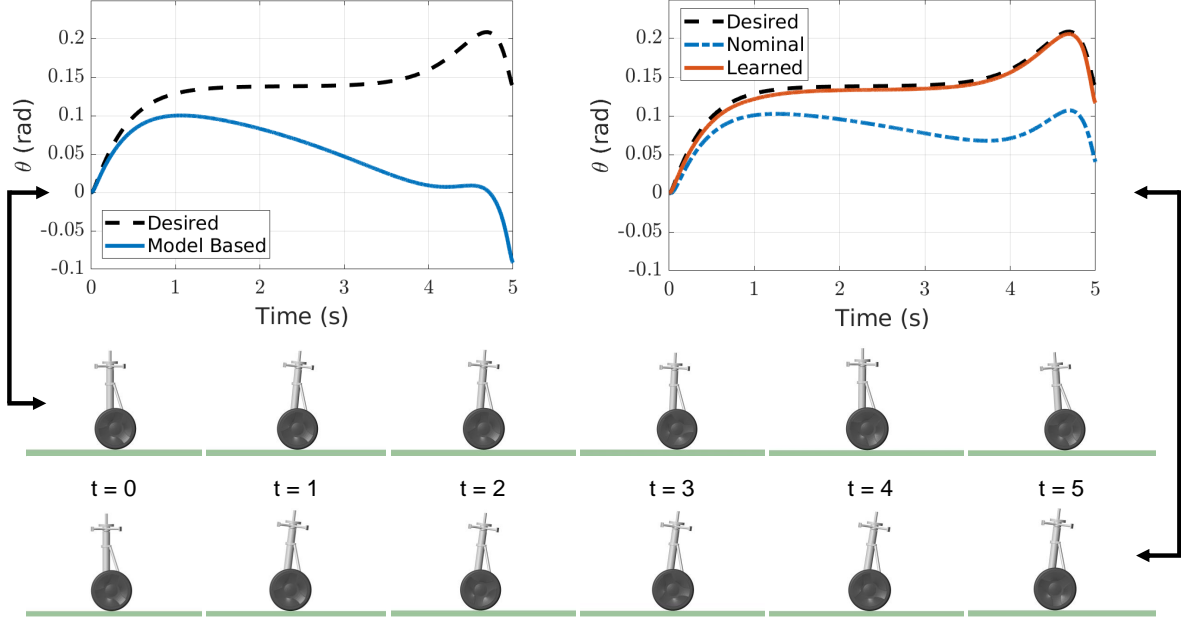 0.2
0.15
0.1
0.05
0
-0.05
-0.1
θ (rad)
Desired
Model Based
0 1 2 3 4 5
Time (s)
0.2
0.15
0.1
0.05
0
-0.05
-0.1
θ (rad)
Desired
Nominal
Learned
0 1 2 3 4 5
Time (s)
t = 0 t = 1 t = 2 t = 3 t = 4 t = 5